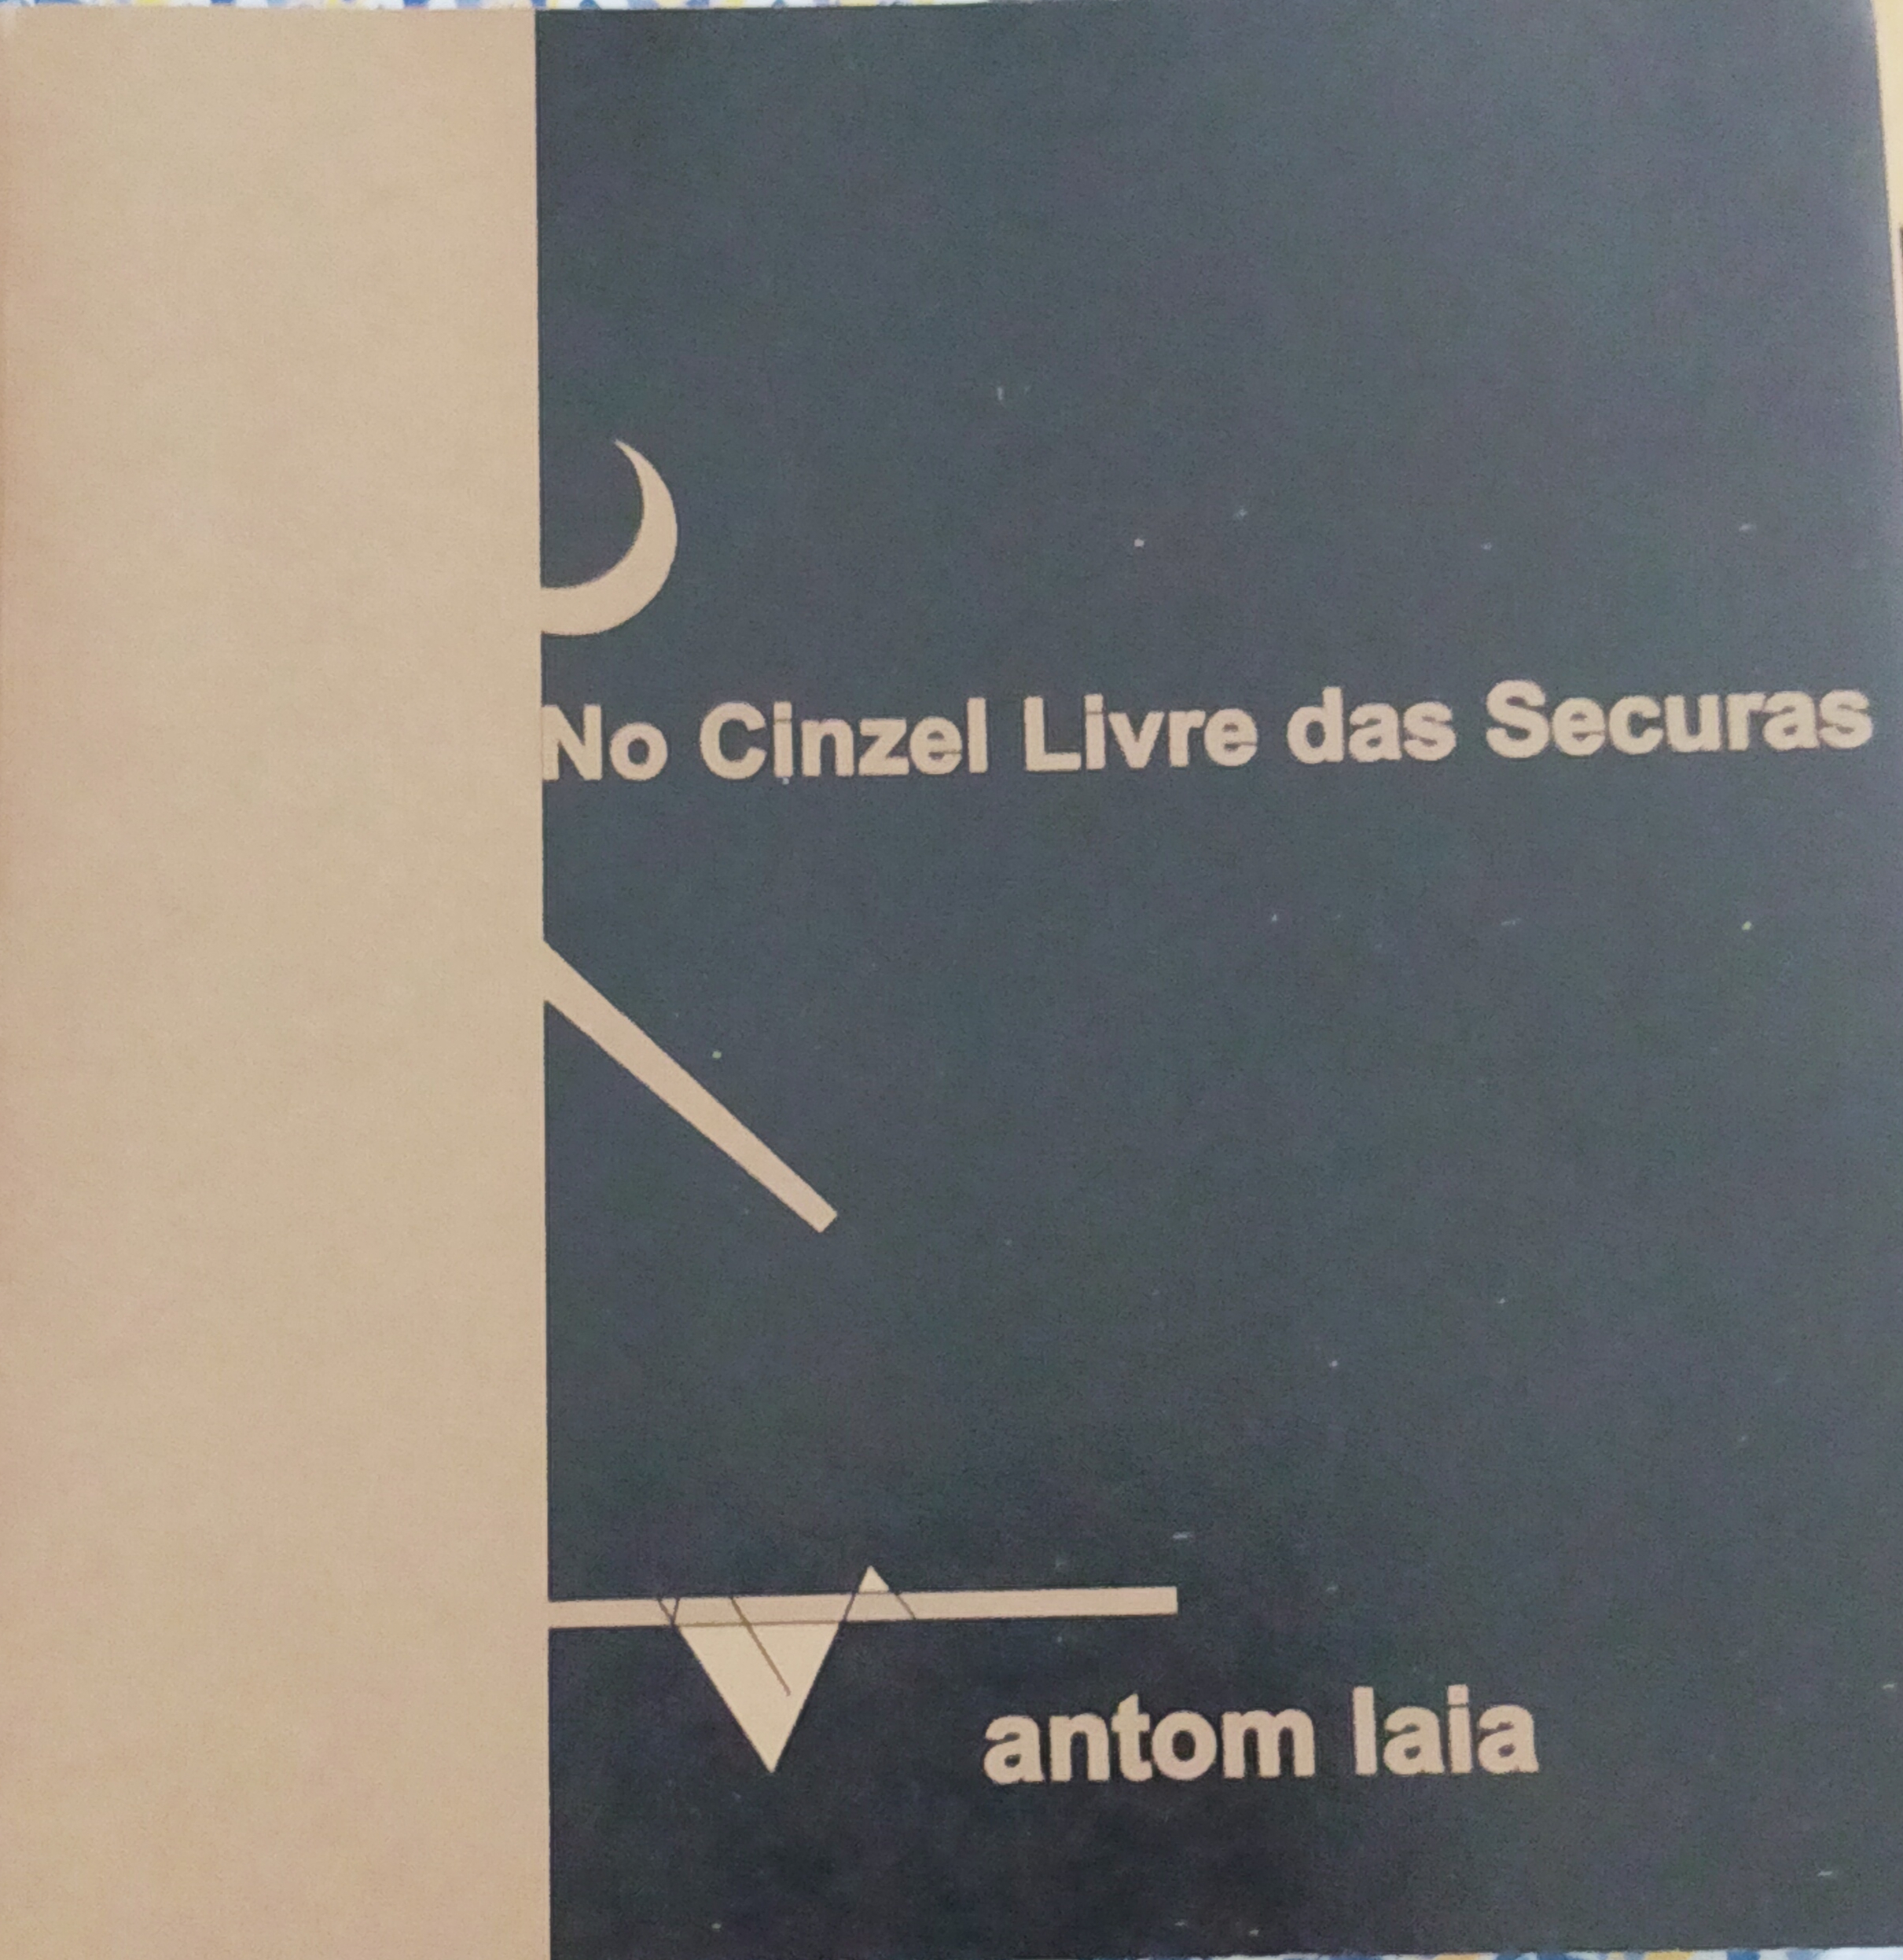 No Cinzel Livre das Securas
antom laia